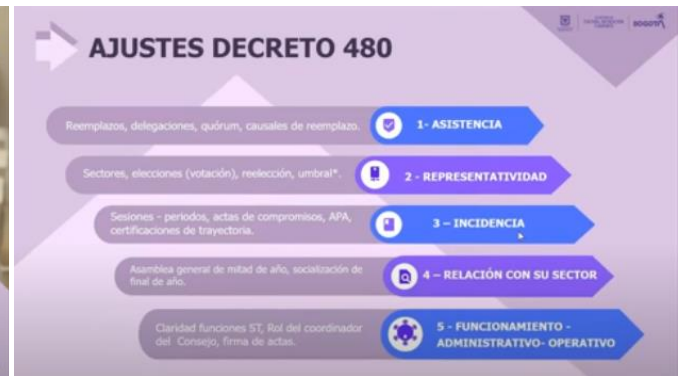 BOGOTÁ
AJUSTES DECRETO 480
Reemplazos, delegaciones, quórum, causales de reemplazo.
1- ASISTENCIA
Sectores, elecciones (votación), reelección, umbral*.
2 - REPRESENTATIVIDAD
Sesiones - periodos, actas de compromisos, APA,
certificaciones de trayectoria.
3 – INCIDENCIA
Asamblea general de mitad de año, socialización de
final de año.
4 – RELACIÓN CON SU SECTOR
Claridad funciones ST, Rol del coordinador
del Consejo, firma de actas.
5 - FUNCIONAMIENTO -
ADMINISTRATIVO- OPERATIVO